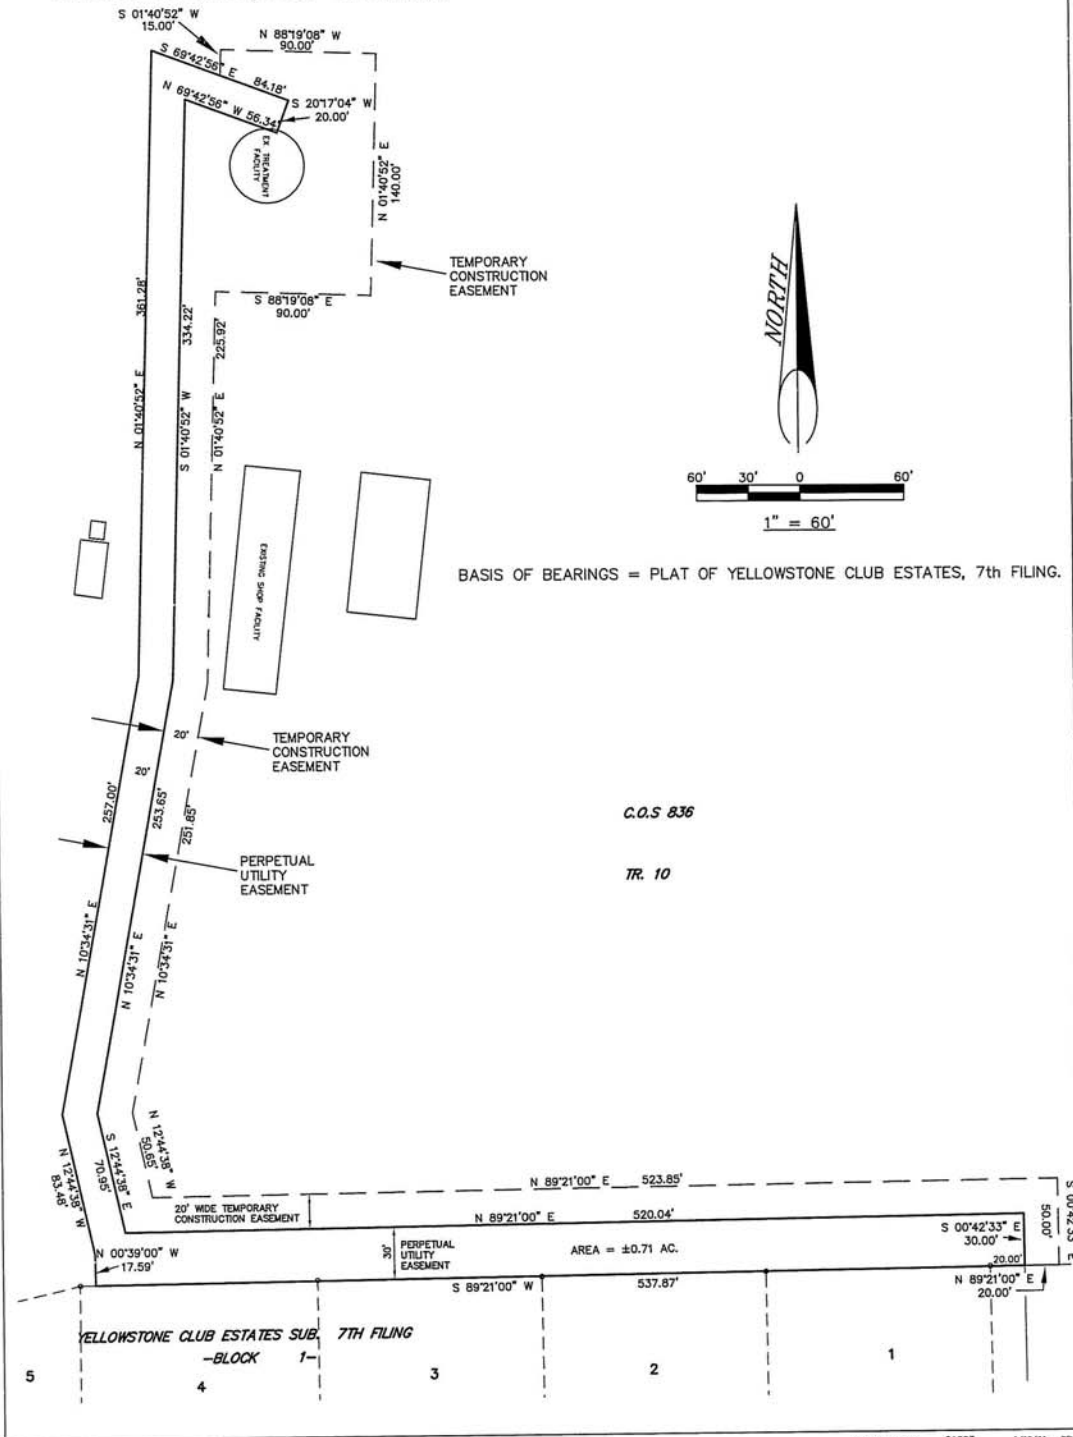 S 01°40'52" W
15.00'
N 88°19'08" W
90.00'
S 69°42'56" E
84.18'
N 69°42'56" W 56.34'
S 20°17'04" W
20.00'
EX. TREATMENT
FACILITY
N 01°40'52" E
140.00'
TEMPORARY
CONSTRUCTION
EASEMENT
S 88°19'08" E
90.00'
361.28'
N 01°40'52" E
334.22'
S 01°40'52" W
225.92'
N 01°40'52" E
NORTH
60' 30' 0 60'
1" = 60'
BASIS OF BEARINGS = PLAT OF YELLOWSTONE CLUB ESTATES, 7th FILING.
EXISTING SHOP FACILITY
20'
TEMPORARY
CONSTRUCTION
EASEMENT
20'
257.00'
253.65'
251.85'
C.O.S 836
TR. 10
PERPETUAL
UTILITY
EASEMENT
N 10°34'31" E
N 10°34'31" E
N 10°34'31" E
N 12°44'38" W
50.65'
S 12°44'38" E
70.95'
N 12°44'38" W
83.48'
N 89°21'00" E 523.85'
20' WIDE TEMPORARY
CONSTRUCTION EASEMENT
N 89°21'00" E 520.04'
S 00°42'33" E
50.00'
S 00°42'33" E
30.00'
N 00°39'00" W
17.59'
30'
PERPETUAL
UTILITY
EASEMENT
AREA = ±0.71 AC.
20.00'
S 89°21'00" W 537.87'
N 89°21'00" E
20.00'
YELLOWSTONE CLUB ESTATES SUB. 7TH FILING
-BLOCK 1-
5
4
3
2
1